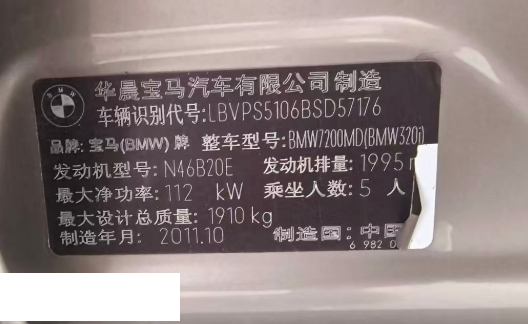 华晨宝马汽车有限公司制造
车辆识别代号:LBVPS5106BSD57176
品牌:宝马(BMW)牌 整车型号:BMW7200MD(BMW320i)
发动机型号:N46B20E 发动机排量:1995
最大净功率:112 kW 乘坐人数:5 人
最大设计总质量:1910 kg
制造年月:2011.10 制造国:中国
6 982 0